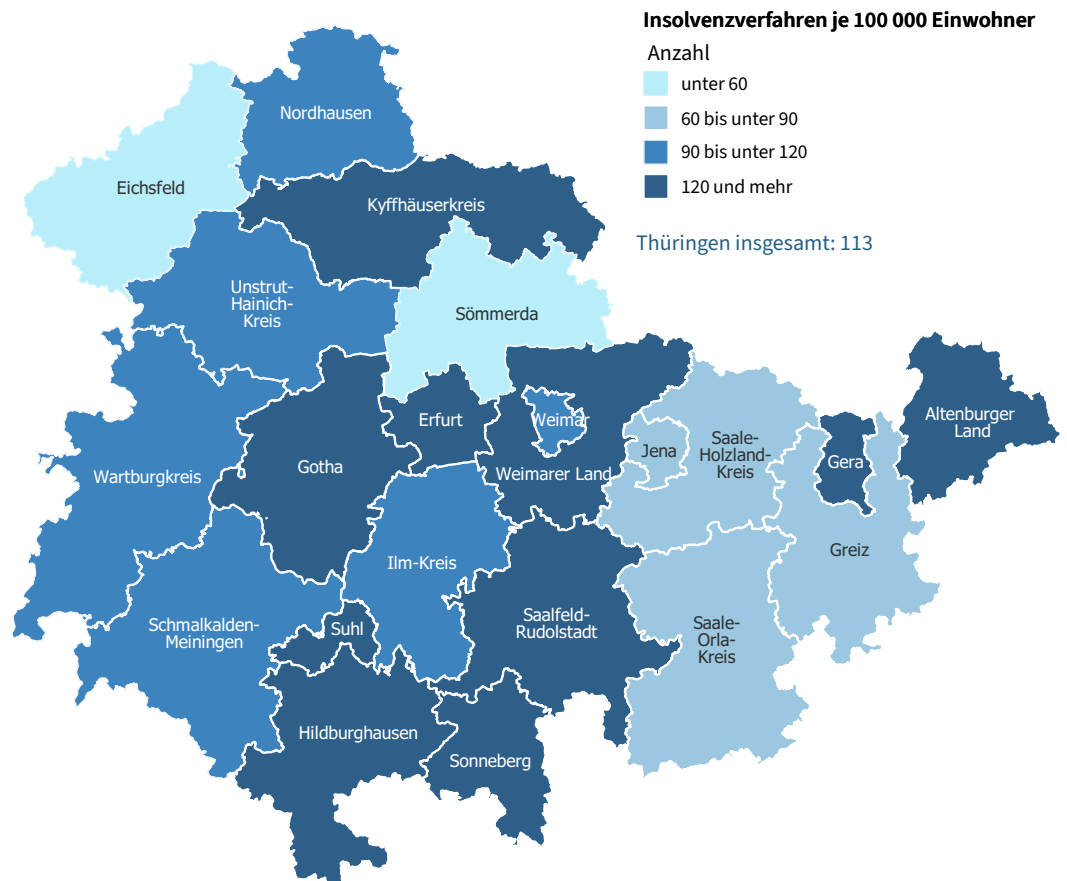 Insolvenzverfahren je 100 000 Einwohner
Anzahl
unter 60
60 bis unter 90
90 bis unter 120
120 und mehr
Thüringen insgesamt: 113
Nordhausen
Eichsfeld
Kyffhäuserkreis
Unstrut-
Hainich-
Kreis
Sömmerda
Erfurt
Weimar
Altenburger
Land
Wartburgkreis
Gotha
Weimarer Land
Jena
Saale-
Holzland-
Kreis
Gera
Ilm-Kreis
Greiz
Schmalkalden-
Meiningen
Suhl
Saalfeld-
Rudolstadt
Saale-
Orla-
Kreis
Hildburghausen
Sonneberg